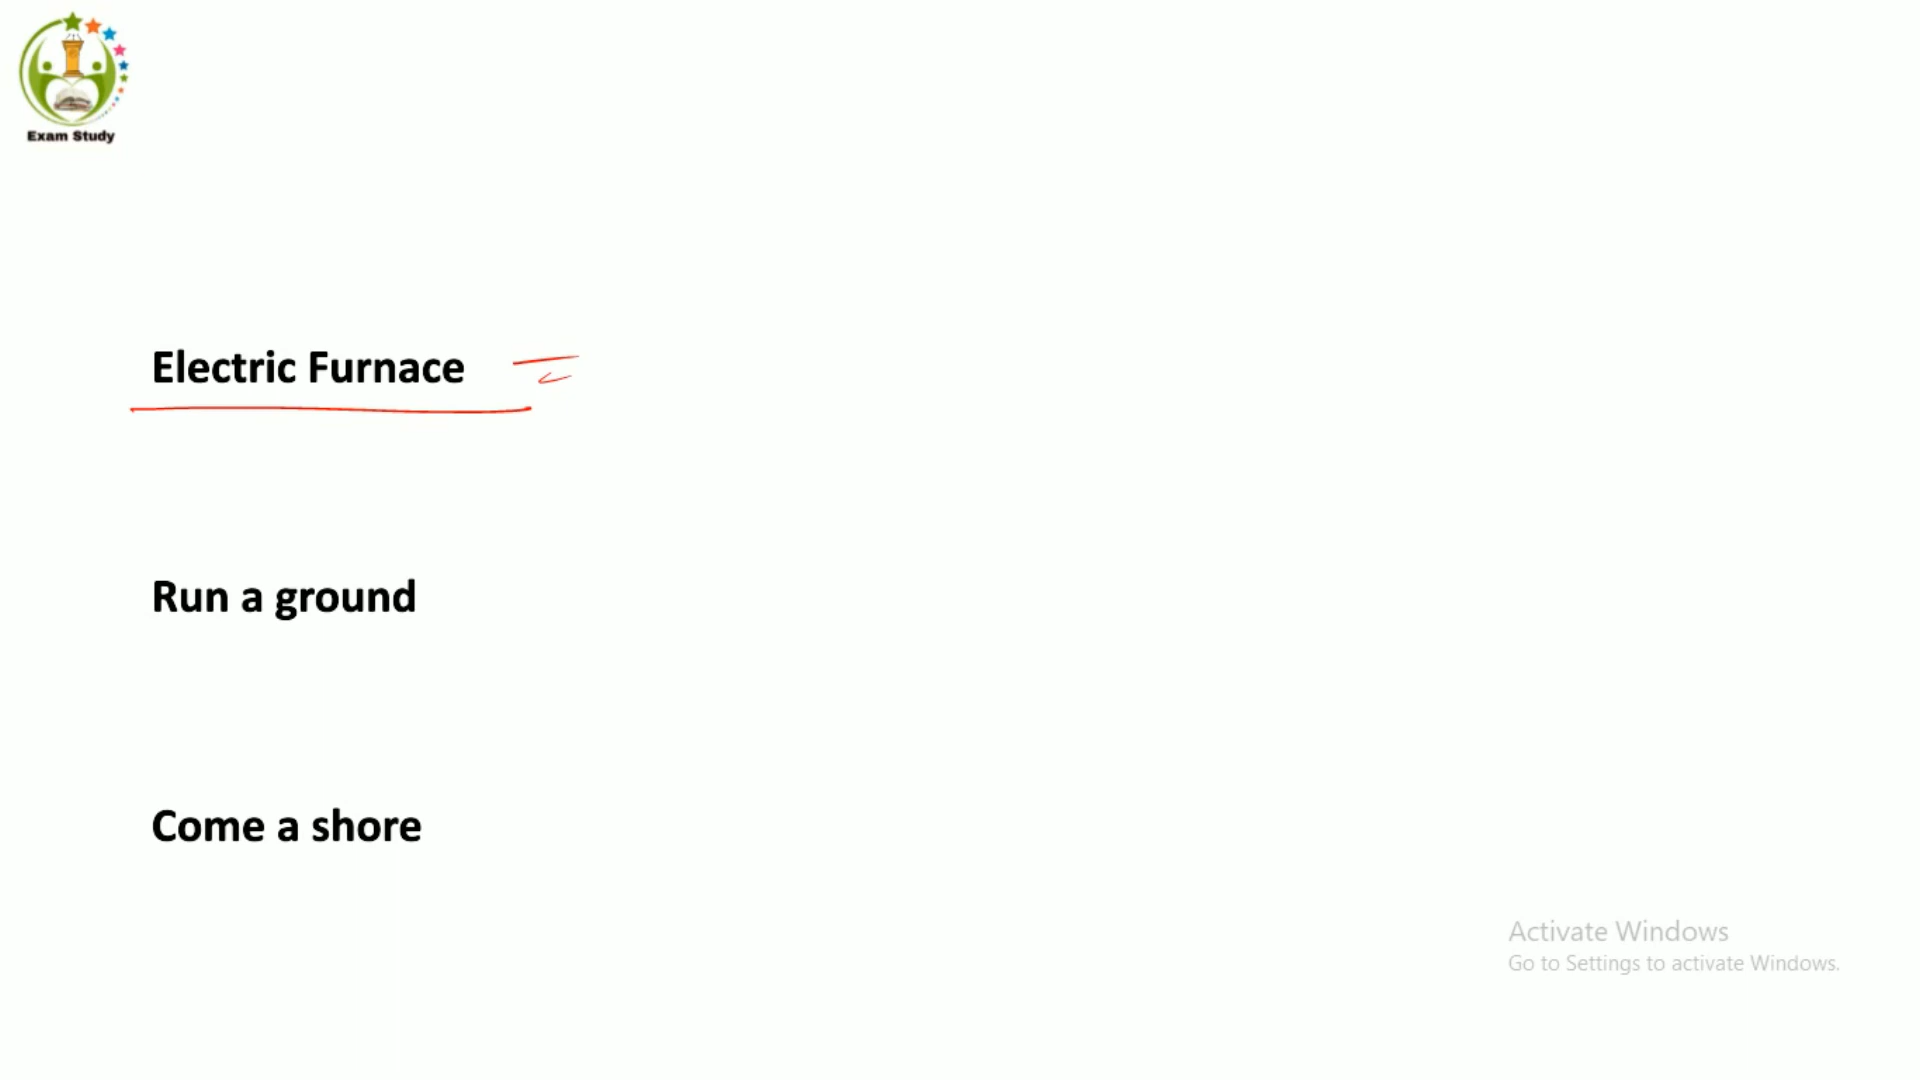 Exam Study
Electric Furnace
Run a ground
Come a shore
Activate Windows
Go to Settings to activate Windows.